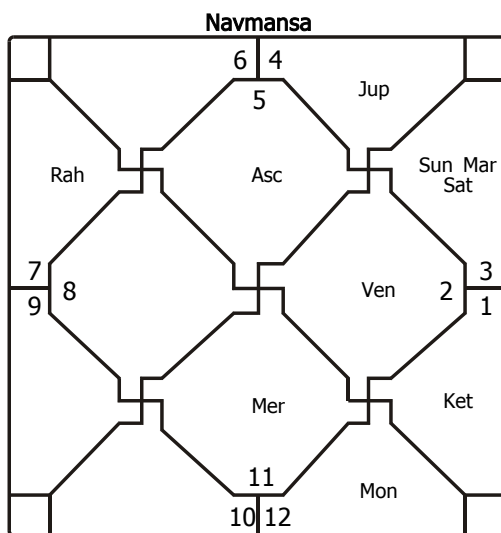 Navmansa
6 4
5
Jup
Rah
Asc
Sun Mar
Sat
7
3
8
Ven
2
9
1
Mer
Ket
11
Mon
10 12